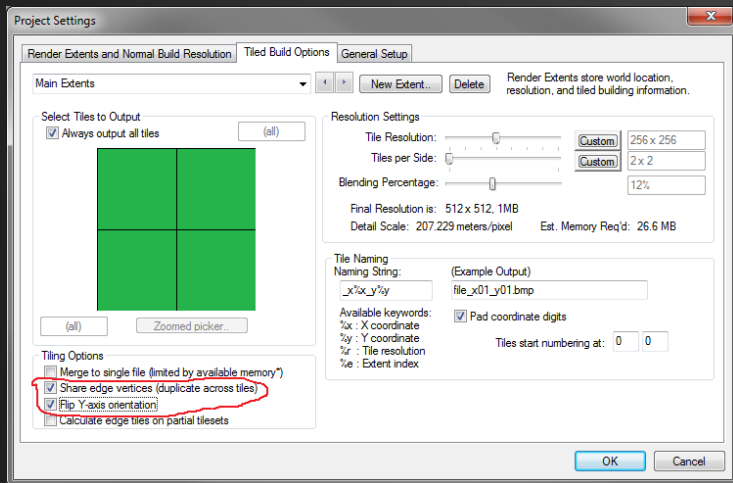 Project Settings
Render Extents and Normal Build Resolution
Tiled Build Options
General Setup
Main Extents
New Extent..
Delete
Render Extents store world location,
resolution, and tiled building information.
Select Tiles to Output
Always output all tiles
(all)
(all)
Zoomed picker..
Resolution Settings
Tile Resolution:
Custom
256 x 256
Tiles per Side:
Custom
2 x 2
Blending Percentage:
12%
Final Resolution is: 512 x 512, 1MB
Detail Scale: 207.229 meters/pixel
Est. Memory Req'd: 26.6 MB
Tile Naming
Naming String:
(Example Output)
_x%x_y%y
file_x01_y01.bmp
Available keywords:
%x : X coordinate
%y : Y coordinate
%r : Tile resolution
%e : Extent index
Pad coordinate digits
Tiles start numbering at:
0
0
Tiling Options
Merge to single file (limited by available memory*)
Share edge vertices (duplicate across tiles)
Flip Y-axis orientation
Calculate edge tiles on partial tilesets
OK
Cancel